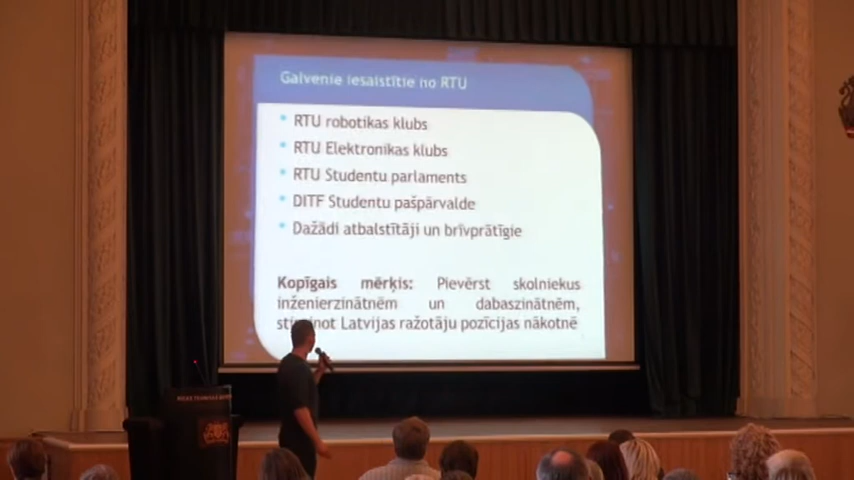 Galvenie iesaistītie no RTU
RTU robotikas klubs
RTU Elektronikas klubs
RTU Studentu parlaments
DITF Studentu pašpārvalde
Dažādi atbalstītāji un brīvprātīgie
Kopīgais mērķis: Pievērst skolniekus
inženierzinātnēm un dabaszinātnēm,
Latvijas ražotāju pozīcijas nākotnē